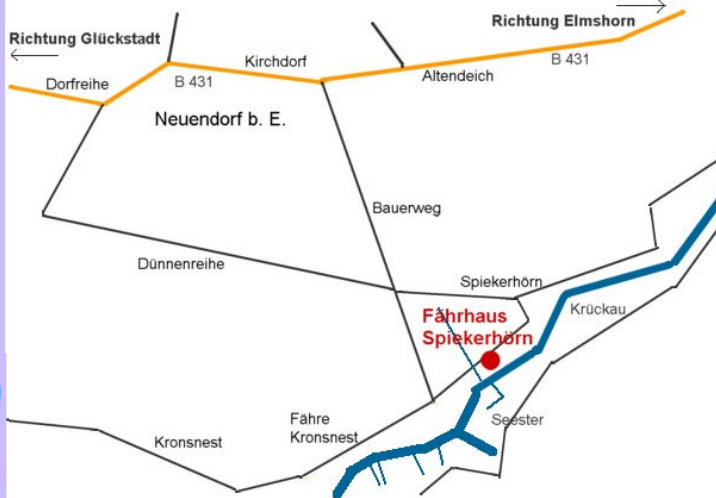 Richtung Elmshorn
Richtung Glückstadt
Kirchdorf
B 431
Dorfreihe
B 431
Altendeich
Neuendorf b. E.
Bauerweg
Dünnenreihe
Spiekerhörn
Krückau
Fährhaus
Spiekerhörn
Fähre
Kronsnest
Seester
Kronsnest